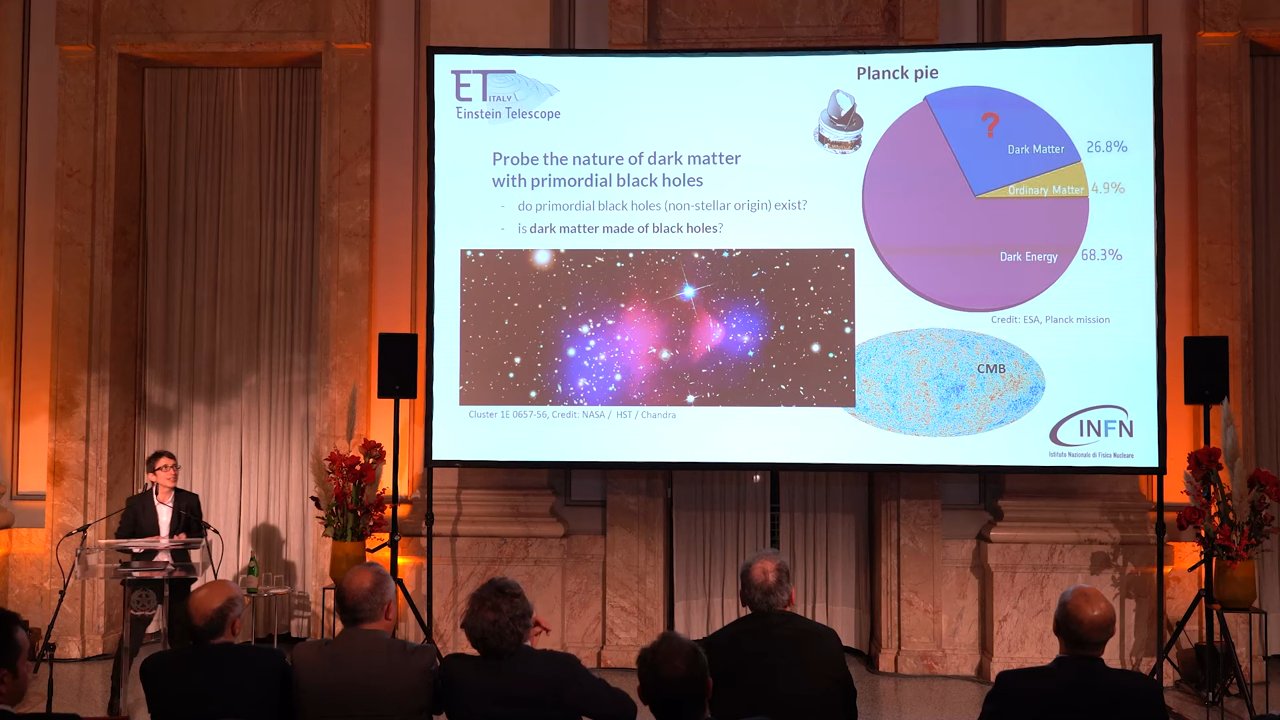 ET
ITALY
Einstein Telescope
Probe the nature of dark matter
with primordial black holes
- do primordial black holes (non-stellar origin) exist?
- is dark matter made of black holes?
Cluster 1E 0657-56, Credit: NASA / HST / Chandra
Planck pie
?
Dark Matter 26.8%
Ordinary Matter 4.9%
Dark Energy 68.3%
Credit: ESA, Planck mission
CMB
INFN
Istituto Nazionale di Fisica Nucleare